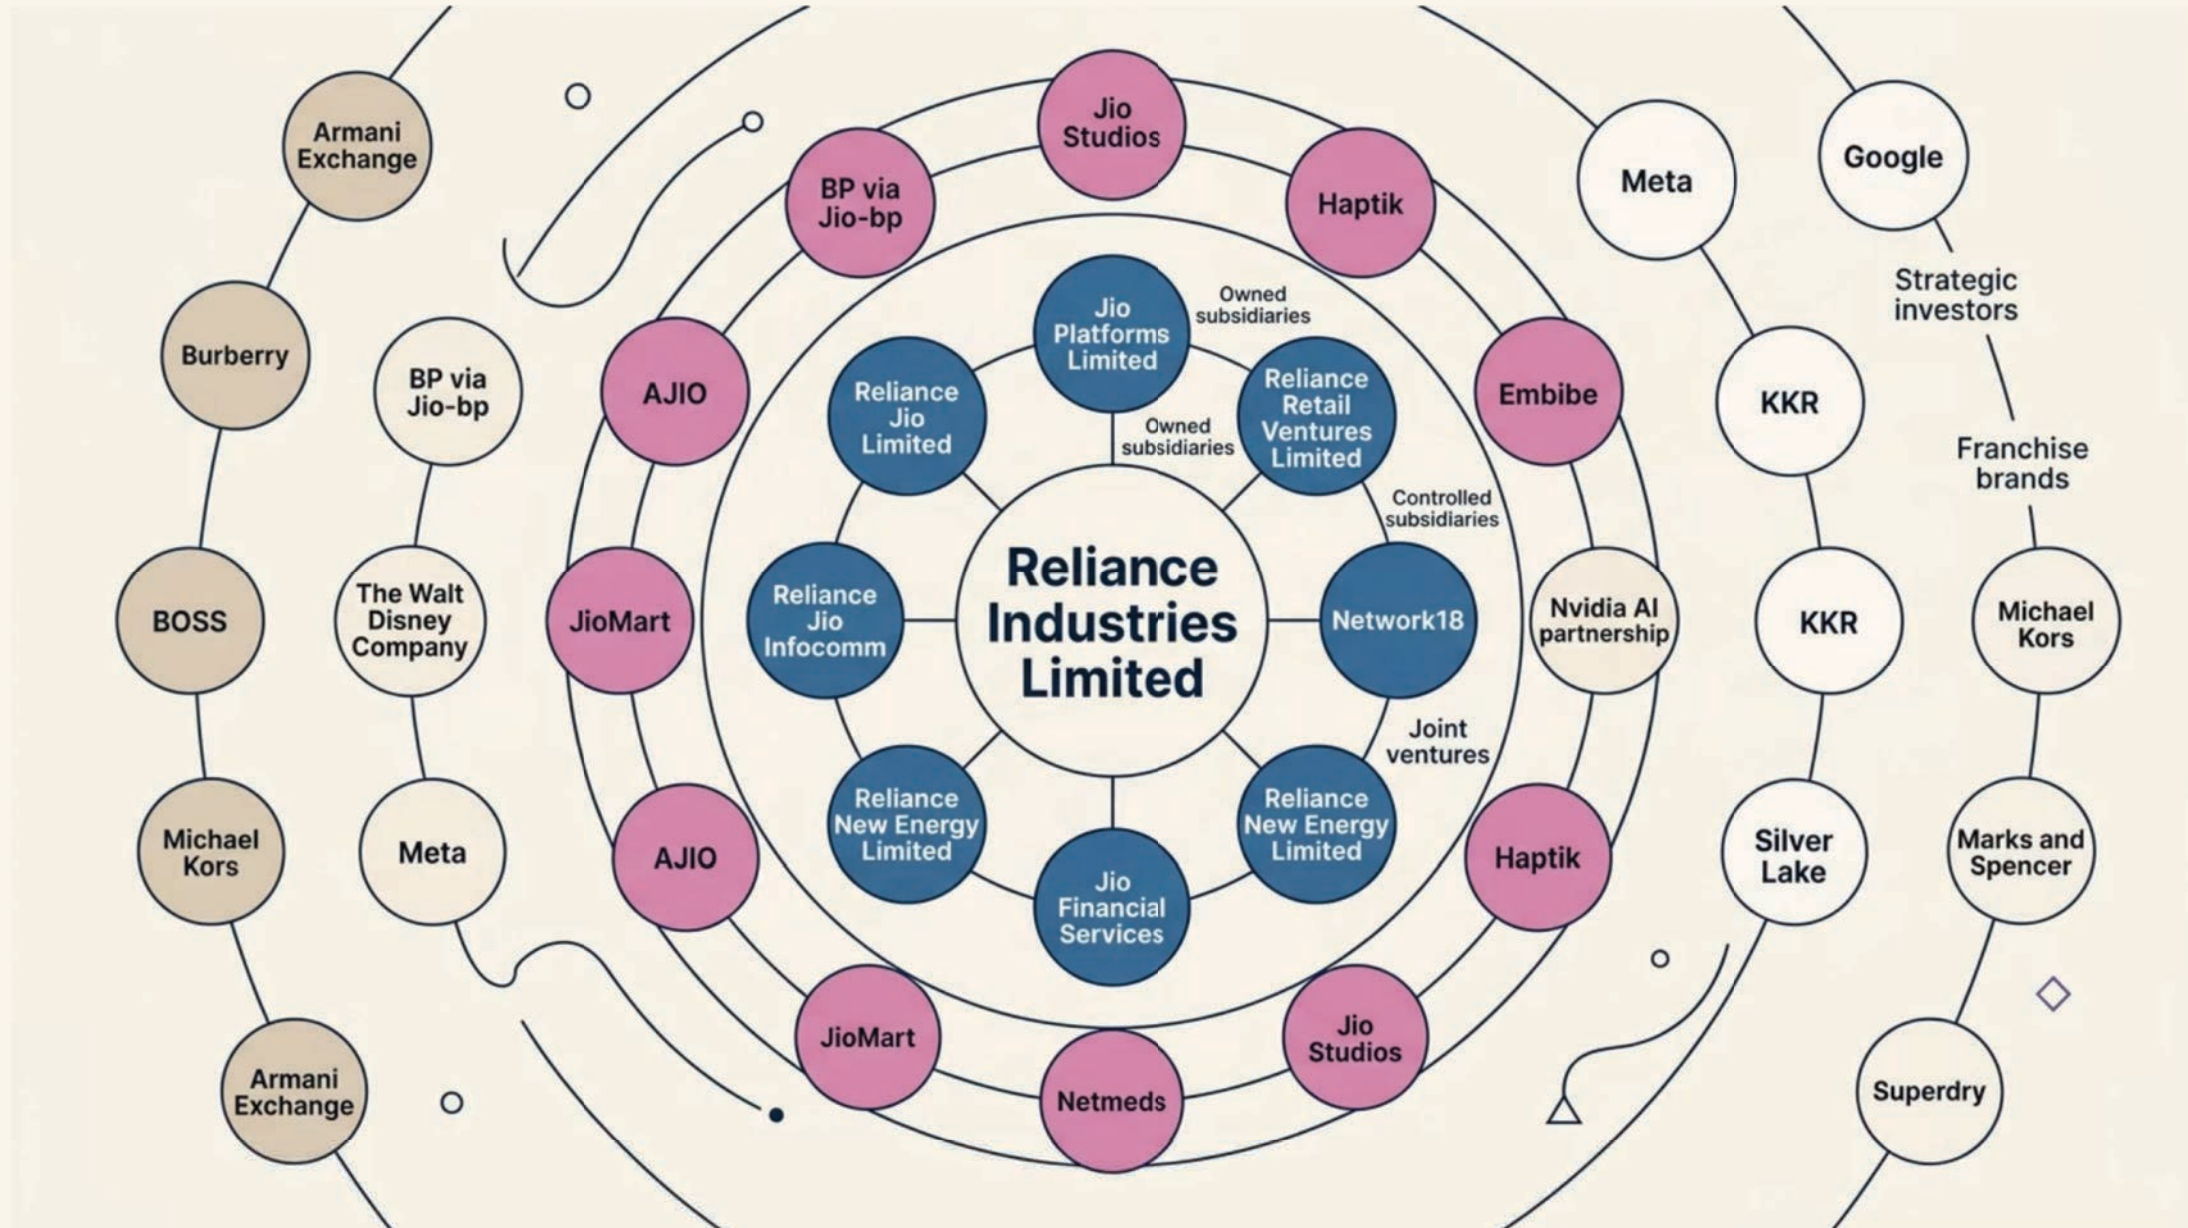 Armani
Exchange
Burberry
BOSS
Michael
Kors
Armani
Exchange
BP via
Jio-bp
The Walt
Disney
Company
Meta
Jio
Studios
BP via
Jio-bp
Haptik
AJIO
Embibe
JioMart
Nvidia AI
partnership
AJIO
Haptik
JioMart
Netmeds
Jio
Studios
Jio
Platforms
Limited
Owned
subsidiaries
Reliance
Jio
Limited
Owned
subsidiaries
Reliance
Retail
Ventures
Limited
Controlled
subsidiaries
Reliance
Jio
Infocomm
Reliance
Industries
Limited
Network18
Joint
ventures
Reliance
New Energy
Limited
Jio
Financial
Services
Reliance
New Energy
Limited
Meta
KKR
KKR
Silver
Lake
Google
Strategic
investors
Franchise
brands
Michael
Kors
Marks and
Spencer
Superdry